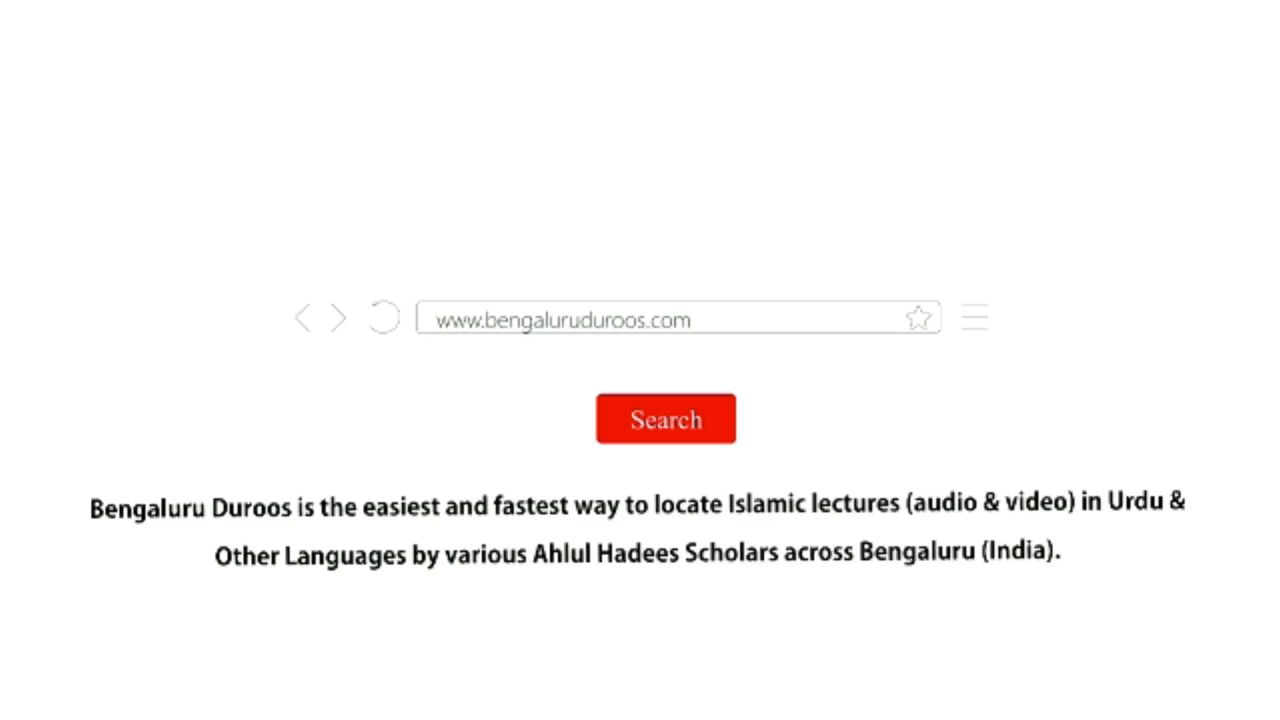 www.bengaluruduroos.com
Search
Bengaluru Duroos is the easiest and fastest way to locate Islamic lectures (audio & video) in Urdu &
Other Languages by various Ahlul Hadees Scholars across Bengaluru (India).